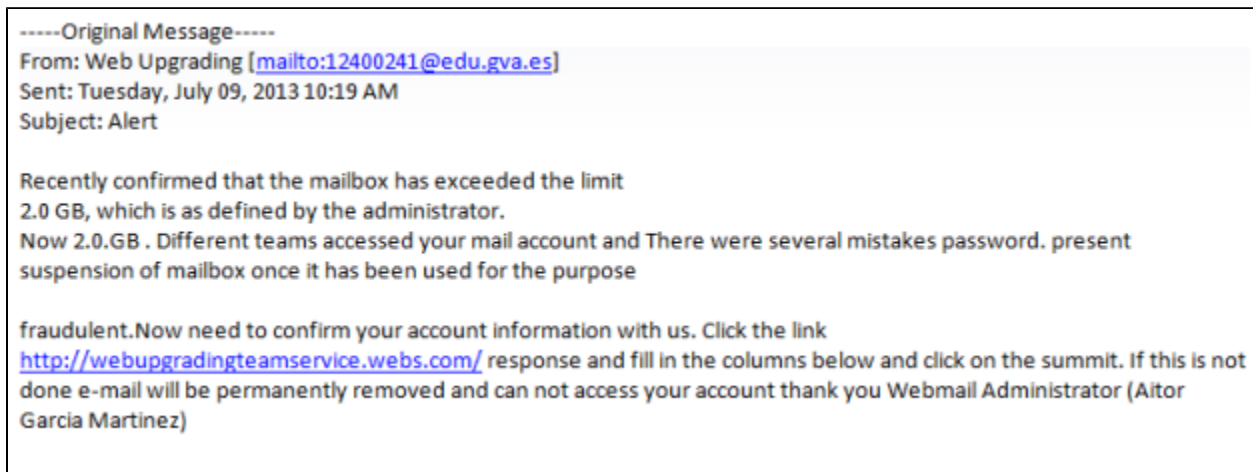 -----Original Message-----
From: Web Upgrading [mailto:12400241@edu.gva.es]
Sent: Tuesday, July 09, 2013 10:19 AM
Subject: Alert
Recently confirmed that the mailbox has exceeded the limit
2.0 GB, which is as defined by the administrator.
Now 2.0.GB . Different teams accessed your mail account and There were several mistakes password. present
suspension of mailbox once it has been used for the purpose
fraudulent.Now need to confirm your account information with us. Click the link
http://webupgradingteamservice.webs.com/ response and fill in the columns below and click on the summit. If this is not
done e-mail will be permanently removed and can not access your account thank you Webmail Administrator (Aitor
Garcia Martinez)